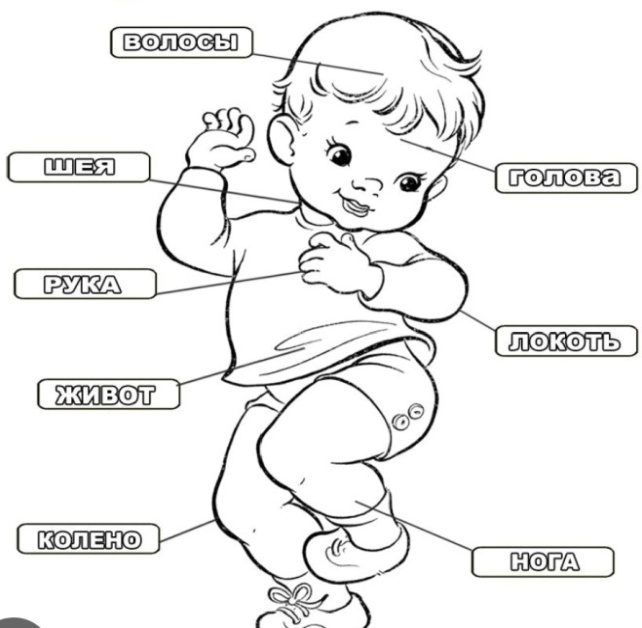 ВОЛОСЫ
ШЕЯ
ГОЛОВА
РУКА
ЛОКОТЬ
ЖИВОТ
КОЛЕНО
НОГА